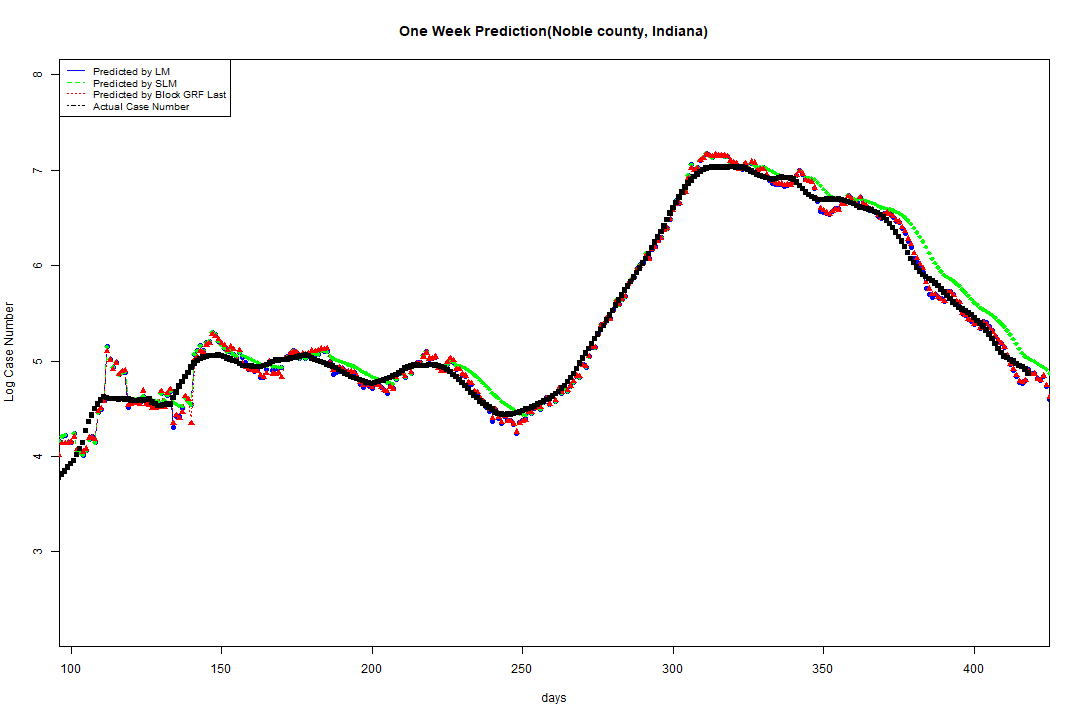 One Week Prediction(Noble county, Indiana)
Predicted by LM
Predicted by SLM
Predicted by Block GRF Last
Actual Case Number
8
7
6
5
4
3
Log Case Number
100 150 200 250 300 350 400
days